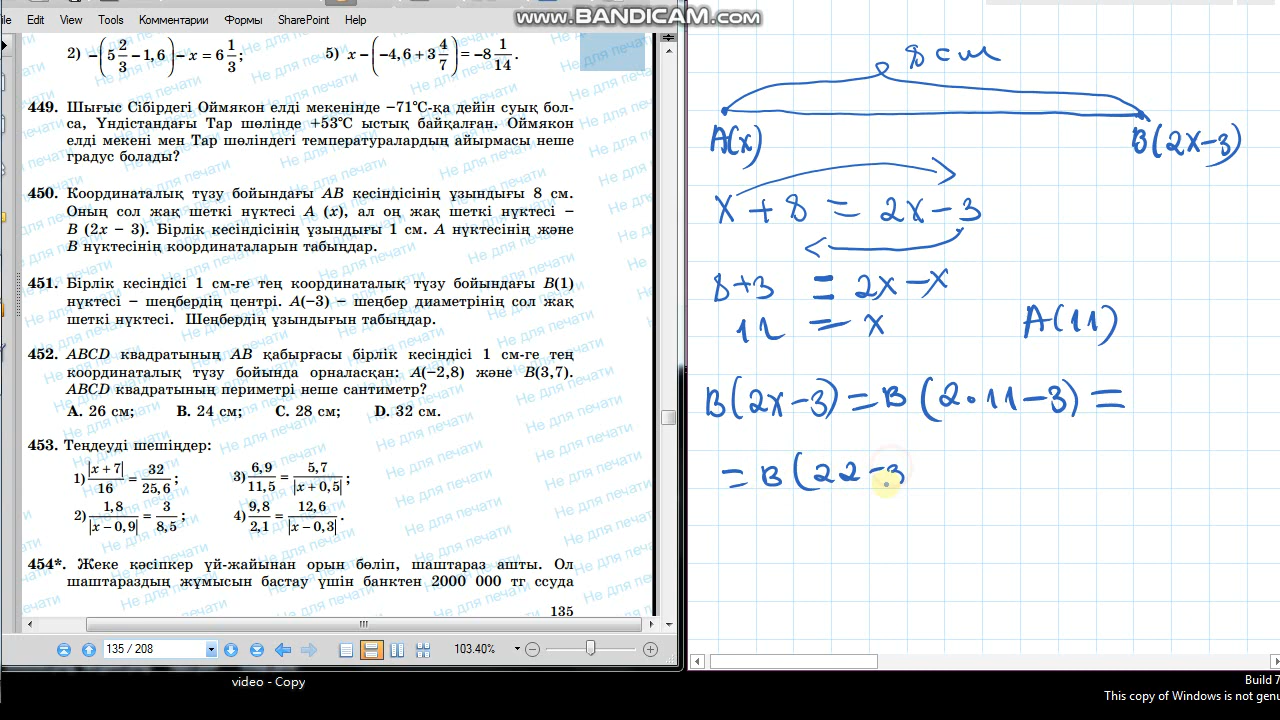 www.BANDICAM.com
File Edit View Tools Комментарии Формы SharePoint Help
2) −(5 2/3 − 1,6) − x = 6 1/3; 5) x − (−4,6 + 3 4/7) = −8 1/14.
449. Шығыс Сібірдегі Оймякон елді мекенінде −71°С-қа дейін суық бол-
са, Үндістандағы Тар шөлінде +53°С ыстық байқалған. Оймякон
елді мекені мен Тар шөліндегі температуралардың айырмасы неше
градус болады?
450. Координаталық түзу бойындағы AB кесіндісінің ұзындығы 8 см.
Оның сол жақ шеткі нүктесі A (x), ал оң жақ шеткі нүктесі −
B (2x − 3). Бірлік кесіндісінің ұзындығы 1 см. A нүктесінің және
B нүктесінің координаталарын табыңдар.
451. Бірлік кесіндісі 1 см-ге тең координаталық түзу бойындағы B(1)
нүктесі − шеңбердің центрі. A(−3) − шеңбер диаметрінің сол жақ
шеткі нүктесі. Шеңбердің ұзындығын табыңдар.
452. ABCD квадратының AB қабырғасы бірлік кесіндісі 1 см-ге тең
координаталық түзу бойында орналасқан: A(−2,8) және B(3,7).
ABCD квадратының периметрі неше сантиметр?
A. 26 см; B. 24 см; C. 28 см; D. 32 см.
453. Теңдеуді шешіңдер:
1) |x + 7|/16 = 32/25,6; 3) 6,9/11,5 = 5,7/|x + 0,5|;
2) 1,8/|x − 0,9| = 3/8,5; 4) 9,8/2,1 = 12,6/|x − 0,3|.
454*. Жеке кәсіпкер үй-жайынан орын бөліп, шаштараз ашты. Ол
шаштараздың жұмысын бастау үшін банктен 2000 000 тг ссуда
135
Не для печати
135 / 208
103.40%
video - Copy
8 см
A(x) B(2x−3)
x + 8 = 2x − 3
8+3 = 2x − x
11 = x A(11)
B(2x−3) = B(2·11−3) =
= B(22−3
Build 7
This copy of Windows is not genu